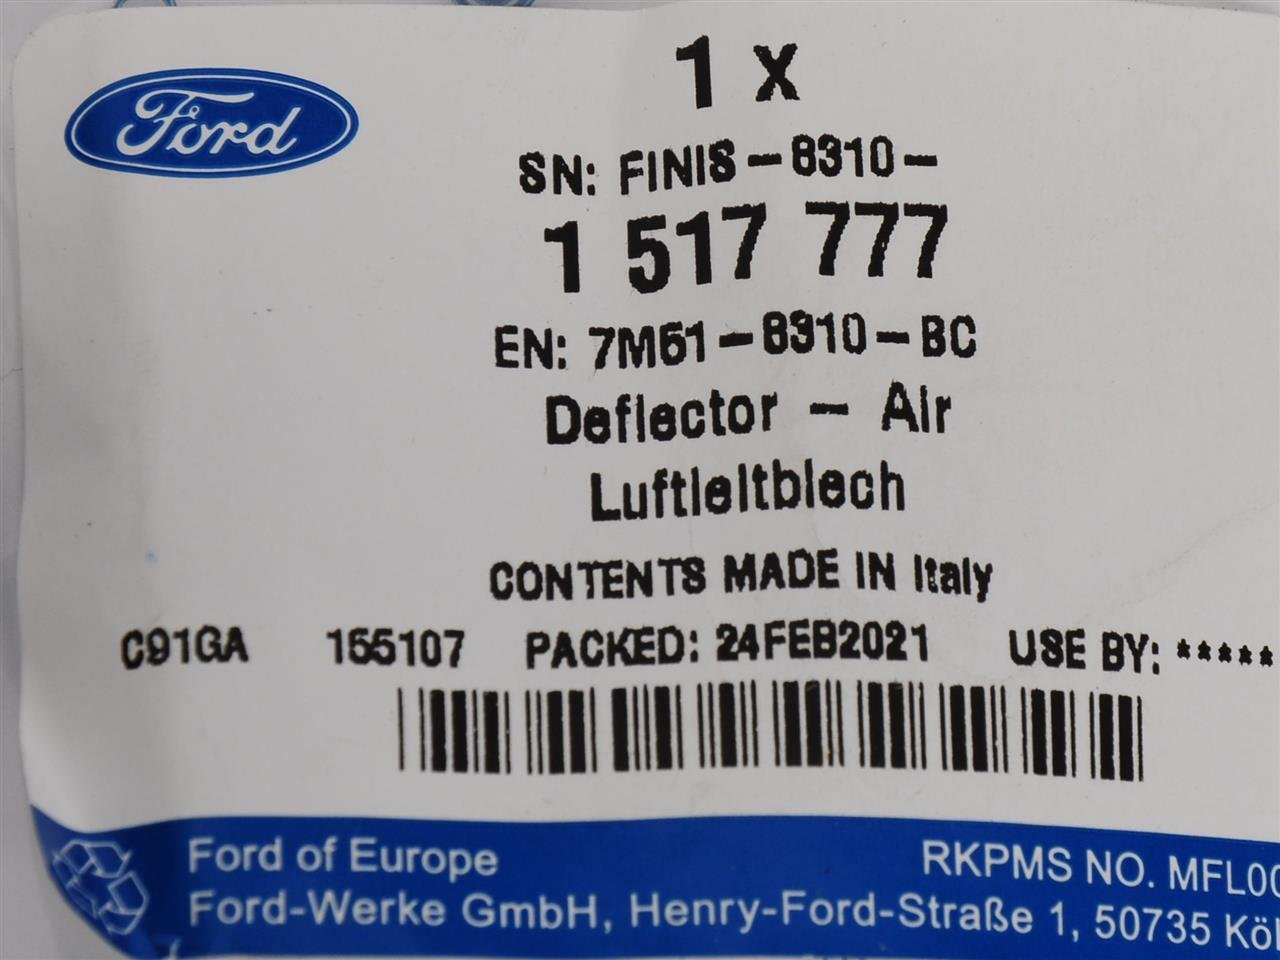 Ford
1 x
SN: FINIS-8310-
1 517 777
EN: 7M51-8310-BC
Deflector - Air
Luftleitblech
CONTENTS MADE IN Italy
C91GA 155107 PACKED: 24FEB2021 USE BY: *****
Ford of Europe RKPMS NO. MFL00
Ford-Werke GmbH, Henry-Ford-Straße 1, 50735 Köl